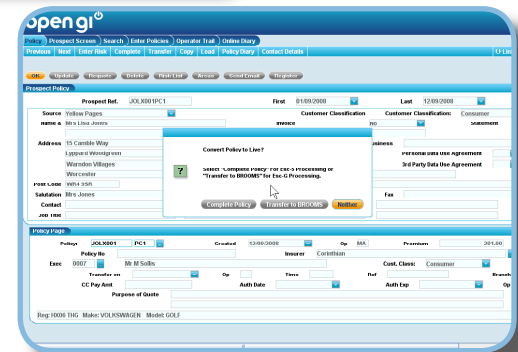 open gi
Policy Prospect Screen Search Enter Policies Operator Trail Online Diary
Previous Next Enter Risk Complete Transfer Copy Lead Policy Diary Contact Details
OK Update Requote Delete Risk List Areas Send Email Register
Prospect Policy
Prospect Ref. JOLX001PC1 First 01/09/2008 Last 12/09/2008
Source Yellow Pages Customer Classification Customer Classification: Consumer
Name & Mrs Lisa Jones Invoice no Statement
Convert Policy to Live?
Address 15 Camble Way
Lyppard Woodgreen Personal Data Use Agreement
Select "Complete Policy" For Esc-S Processing or
"Transfer to BROOMS" for Esc-G Processing.
Warndon Villages 3rd Party Data Use Agreement
Worcester
Post Code
Salutation Mrs Jones Fax
Complete Policy Transfer to BROOMS Neither
Contact
Job Title
Policy Page
Policy: JOLX001 PC1 Created 12/08/2008 Op MA Premium 301.00
Policy No Insurer Corinthian
Exec 0007 Mr M Sollis Cust. Class: Consumer
Transfer on Op Time Ref Branch
CC Pay Amt Auth Date Auth Exp Op
Purpose of Quote
Reg: HX06 THG Make: VOLKSWAGEN Model: GOLF